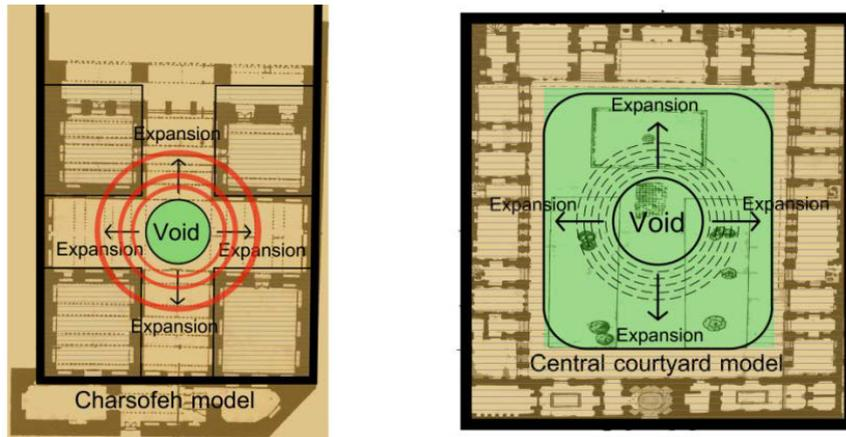 Expansion
Void
Expansion
Expansion
Expansion
Charsofeh model
Expansion
Expansion
Void
Expansion
Expansion
Central courtyard model